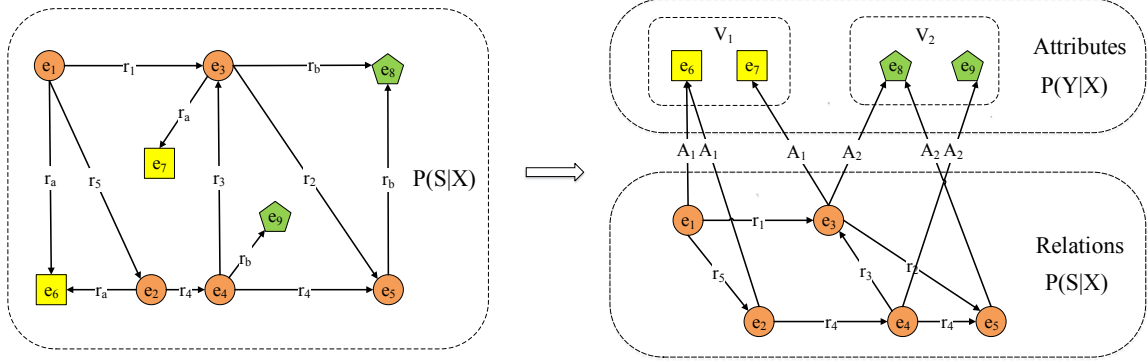 e1
r1
e3
rb
e8
ra
e7
ra
r5
r3
r2
rb
P(S|X)
e9
rb
e6
ra
e2
r4
e4
r4
e5
V1
V2
e6
e7
e8
e9
Attributes
P(Y|X)
A1
A1
A1
A2
A2
A2
e1
r1
e3
Relations
r5
r3
r2
P(S|X)
e2
r4
e4
r4
e5